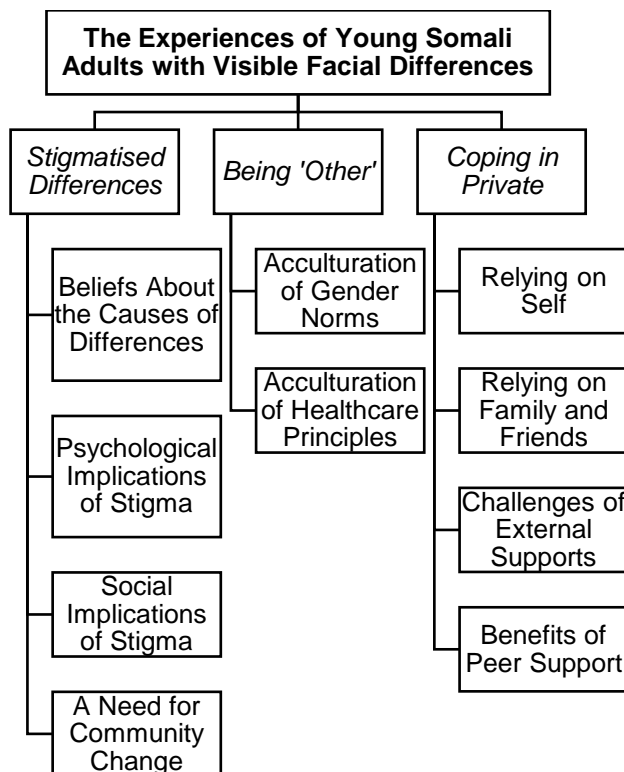 The Experiences of Young Somali
Adults with Visible Facial Differences
Stigmatised
Differences
Beliefs About
the Causes of
Differences
Psychological
Implications
of Stigma
Social
Implications
of Stigma
A Need for
Community
Change
Being 'Other'
Acculturation
of Gender
Norms
Acculturation
of Healthcare
Principles
Coping in
Private
Relying on
Self
Relying on
Family and
Friends
Challenges of
External
Supports
Benefits of
Peer Support